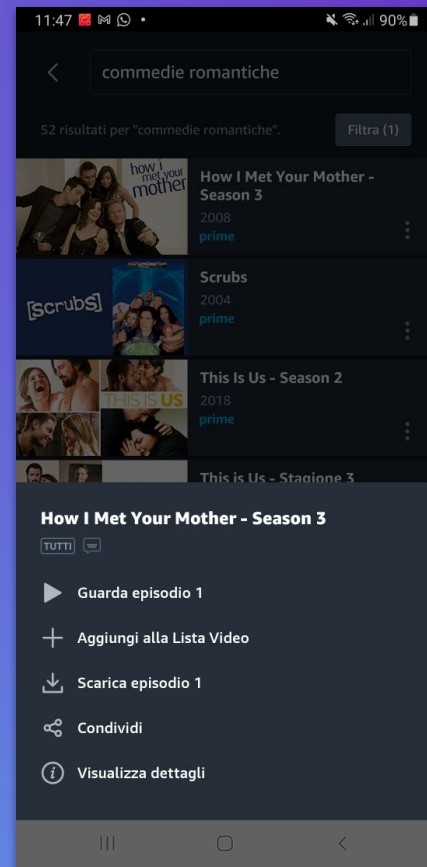 11:47
90%
commedie romantiche
52 risultati per "commedie romantiche".
Filtra (1)
how i
met your
mother
How I Met Your Mother -
Season 3
2008
prime
[scrubs]
Scrubs
2004
prime
THIS IS US
This Is Us - Season 2
2018
prime
This is Us - Stagione 3
How I Met Your Mother - Season 3
TUTTI
Guarda episodio 1
Aggiungi alla Lista Video
Scarica episodio 1
Condividi
Visualizza dettagli